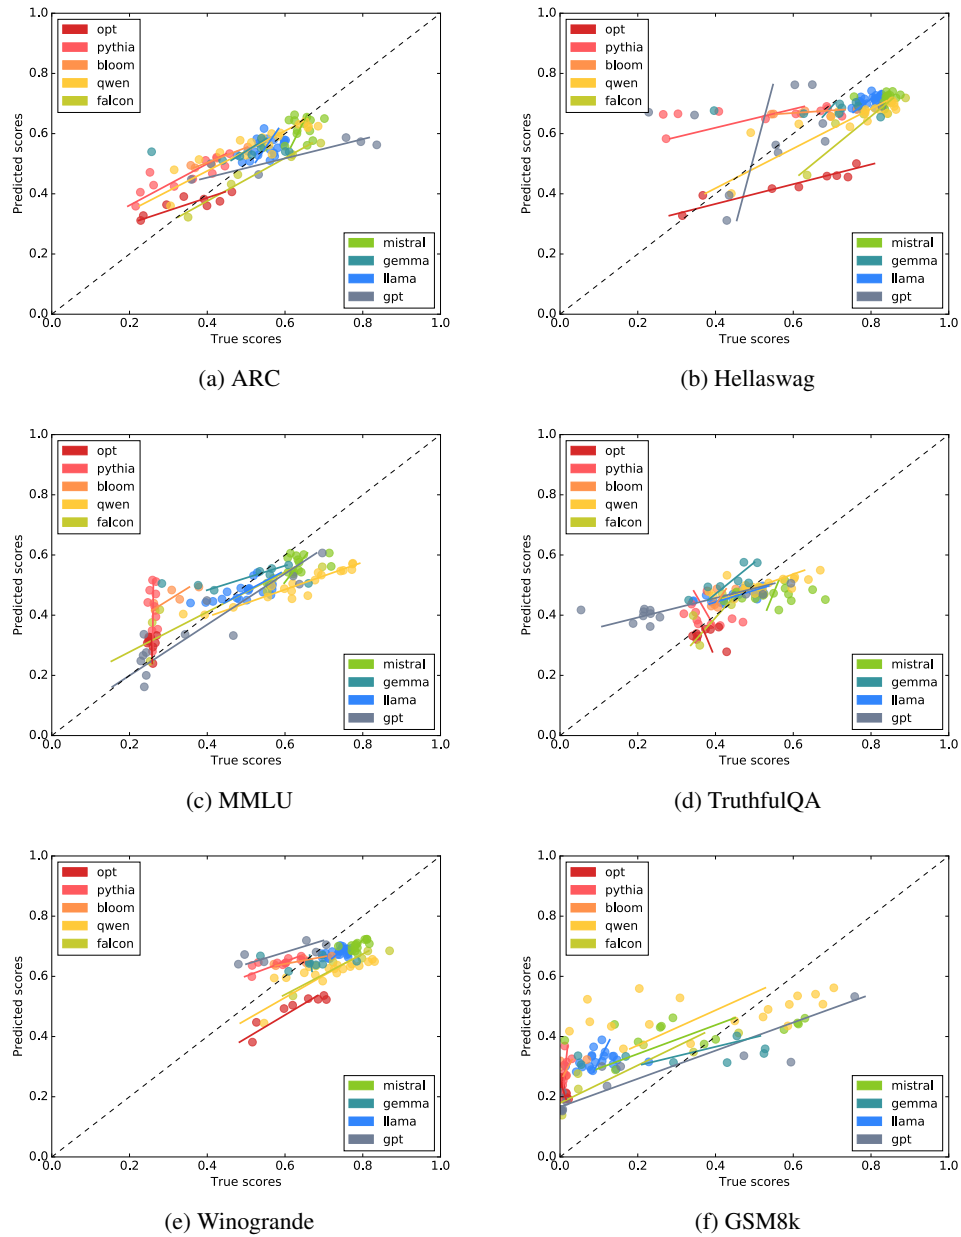 1.0
0.8
0.6
0.4
0.2
0.0
Predicted scores
opt
pythia
bloom
qwen
falcon
mistral
gemma
llama
gpt
0.0 0.2 0.4 0.6 0.8 1.0
True scores
(a) ARC
1.0
0.8
0.6
0.4
0.2
0.0
Predicted scores
opt
pythia
bloom
qwen
falcon
mistral
gemma
llama
gpt
0.0 0.2 0.4 0.6 0.8 1.0
True scores
(b) Hellaswag
1.0
0.8
0.6
0.4
0.2
0.0
Predicted scores
opt
pythia
bloom
qwen
falcon
mistral
gemma
llama
gpt
0.0 0.2 0.4 0.6 0.8 1.0
True scores
(c) MMLU
1.0
0.8
0.6
0.4
0.2
0.0
Predicted scores
opt
pythia
bloom
qwen
falcon
mistral
gemma
llama
gpt
0.0 0.2 0.4 0.6 0.8 1.0
True scores
(d) TruthfulQA
1.0
0.8
0.6
0.4
0.2
0.0
Predicted scores
opt
pythia
bloom
qwen
falcon
mistral
gemma
llama
gpt
0.0 0.2 0.4 0.6 0.8 1.0
True scores
(e) Winogrande
1.0
0.8
0.6
0.4
0.2
0.0
Predicted scores
opt
pythia
bloom
qwen
falcon
mistral
gemma
llama
gpt
0.0 0.2 0.4 0.6 0.8 1.0
True scores
(f) GSM8k